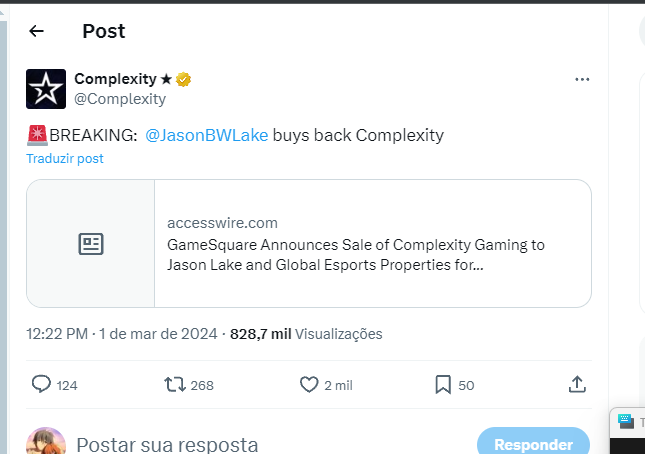 Post
Complexity ★
@Complexity
🚨BREAKING: @JasonBWLake buys back Complexity
Traduzir post
accesswire.com
GameSquare Announces Sale of Complexity Gaming to
Jason Lake and Global Esports Properties for...
12:22 PM · 1 de mar de 2024 · 828,7 mil Visualizações
124
268
2 mil
50
Postar sua resposta
Responder